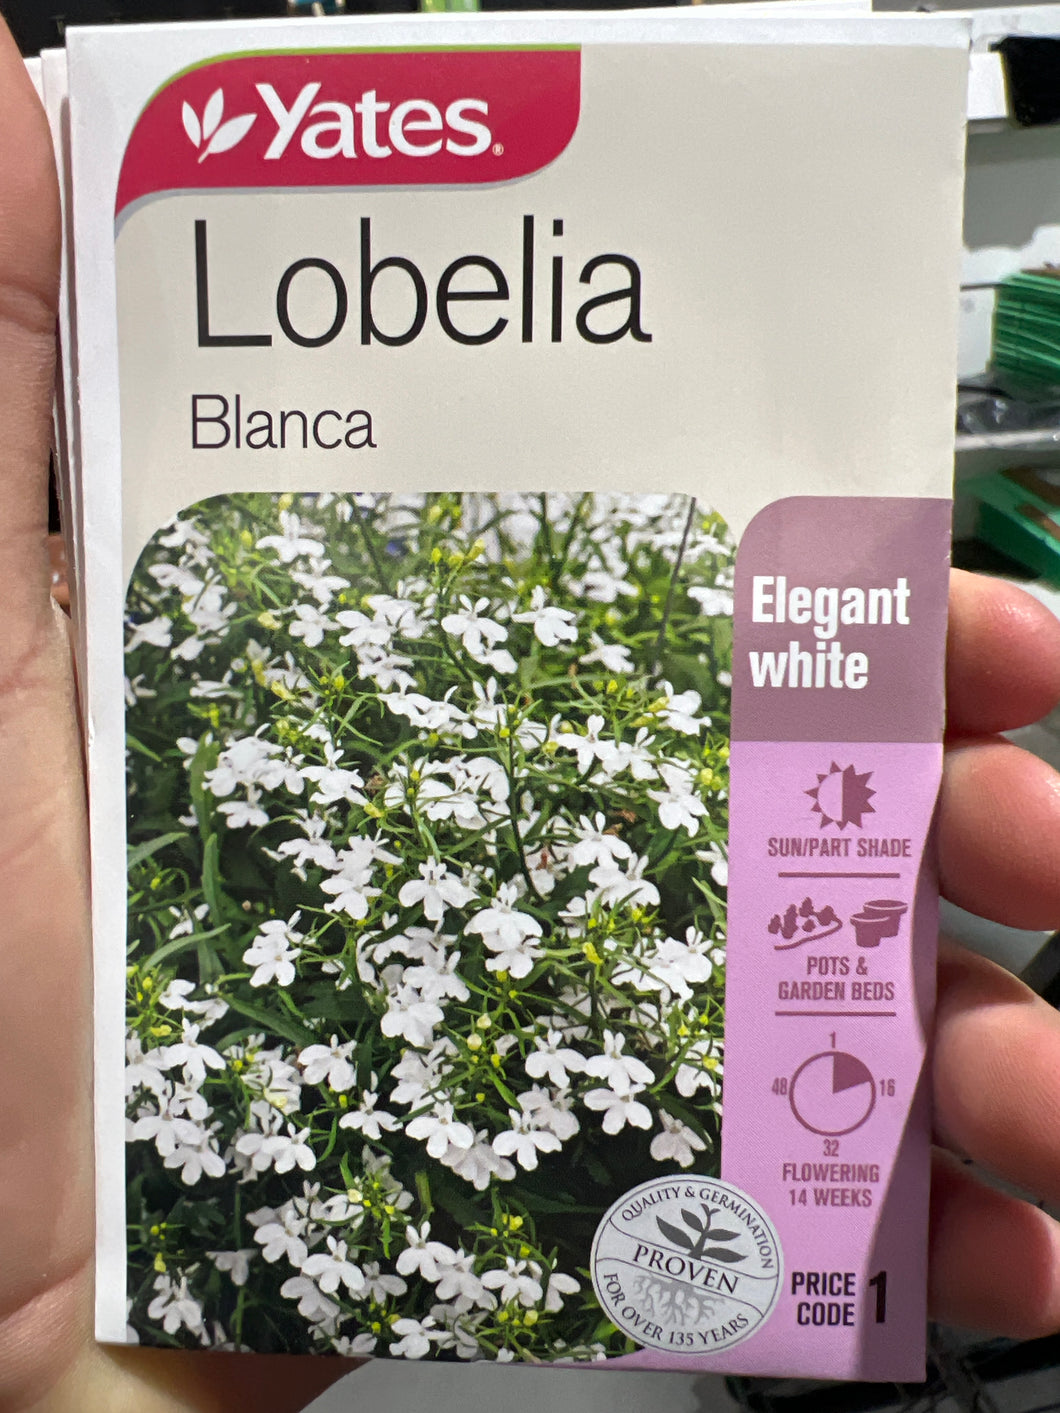 Yates®
Lobelia
Blanca
Elegant
white
SUN/PART SHADE
POTS &
GARDEN BEDS
1
48
16
32
FLOWERING
14 WEEKS
QUALITY & GERMINATION
PROVEN
FOR OVER 135 YEARS
PRICE
CODE 1